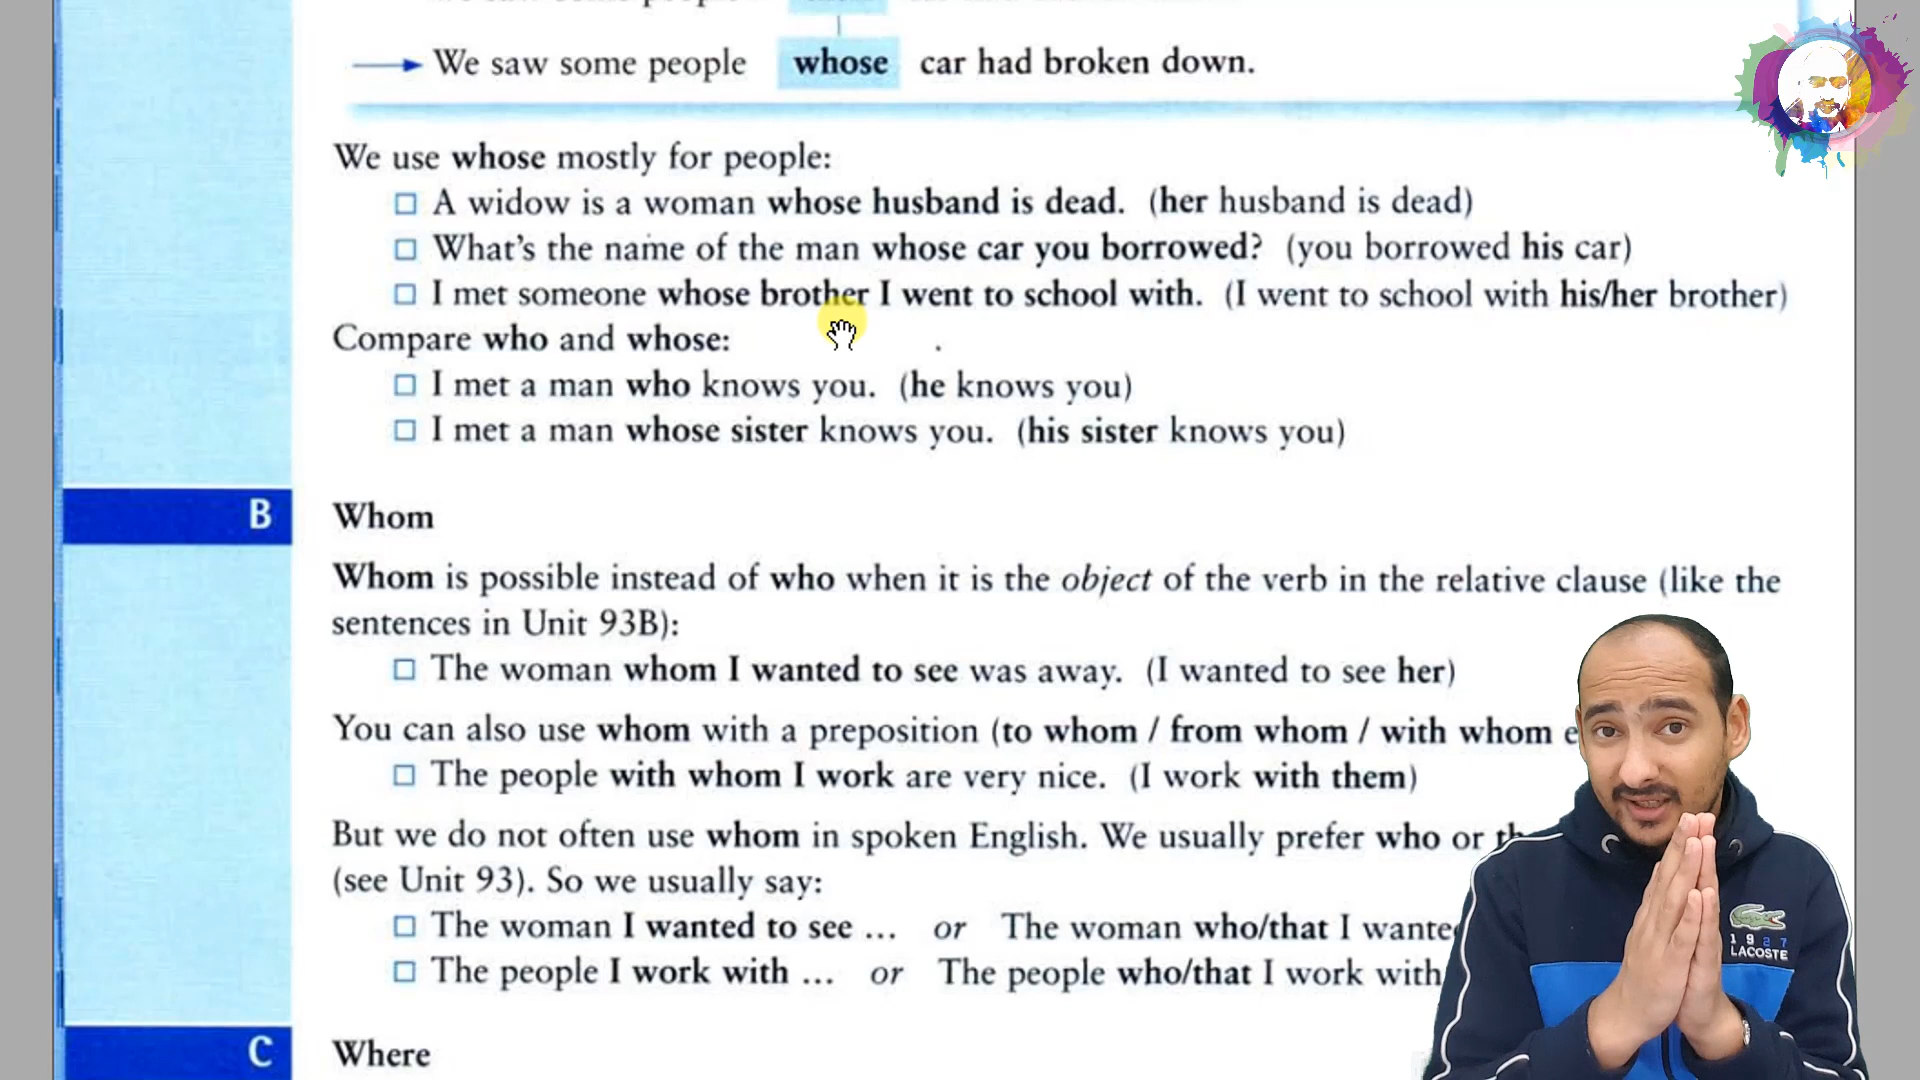 We saw some people whose car had broken down.
We use whose mostly for people:
A widow is a woman whose husband is dead. (her husband is dead)
What's the name of the man whose car you borrowed? (you borrowed his car)
I met someone whose brother I went to school with. (I went to school with his/her brother)
Compare who and whose:
I met a man who knows you. (he knows you)
I met a man whose sister knows you. (his sister knows you)
B Whom
Whom is possible instead of who when it is the object of the verb in the relative clause (like the
sentences in Unit 93B):
The woman whom I wanted to see was away. (I wanted to see her)
You can also use whom with a preposition (to whom / from whom / with whom e
The people with whom I work are very nice. (I work with them)
But we do not often use whom in spoken English. We usually prefer who or th
(see Unit 93). So we usually say:
The woman I wanted to see ... or The woman who/that I wante
The people I work with ... or The people who/that I work with
C Where
1927
LACOSTE